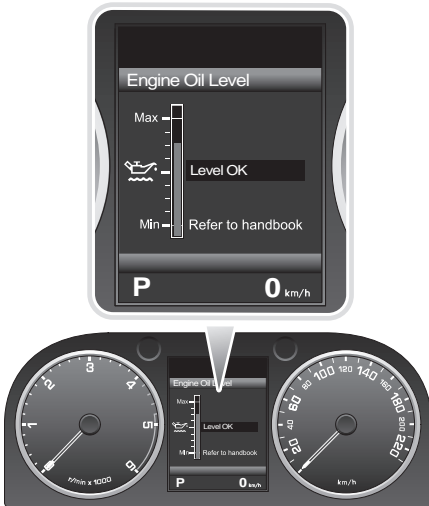 Engine Oil Level
Max
Level OK
Min Refer to handbook
P 0 km/h
1 2 3 4 5 6
r/min x 1000
Engine Oil Level
Max
Level OK
Min Refer to handbook
P 0 km/h
20 40 60 80 100 120 140 160 180 200 220
km/h